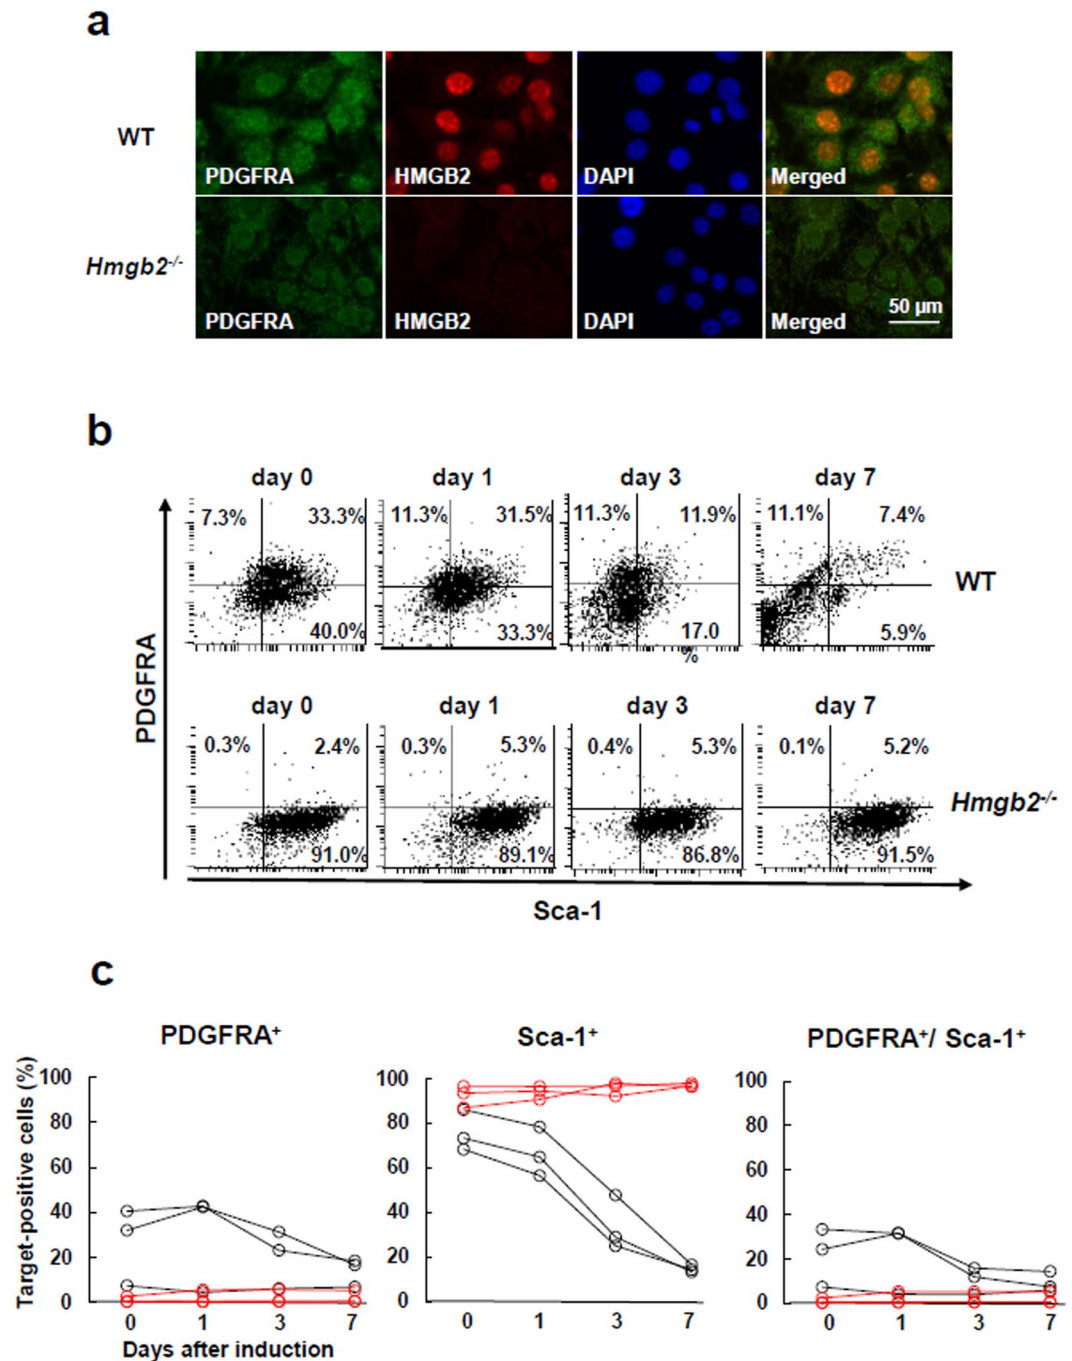 a
WT
PDGFRA
HMGB2
DAPI
Merged
Hmgb2-/-
PDGFRA
HMGB2
DAPI
Merged
50 µm
b
day 0
day 1
day 3
day 7
7.3%
33.3%
11.3%
31.5%
11.3%
11.9%
11.1%
7.4%
WT
40.0%
33.3%
17.0
%
5.9%
PDGFRA
day 0
day 1
day 3
day 7
0.3%
2.4%
0.3%
5.3%
0.4%
5.3%
0.1%
5.2%
Hmgb2-/-
91.0%
89.1%
86.8%
91.5%
Sca-1
c
PDGFRA+
Sca-1+
PDGFRA+/ Sca-1+
Target-positive cells (%)
100
80
60
40
20
0
0
1
3
7
Days after induction
100
80
60
40
20
0
0
1
3
7
100
80
60
40
20
0
0
1
3
7